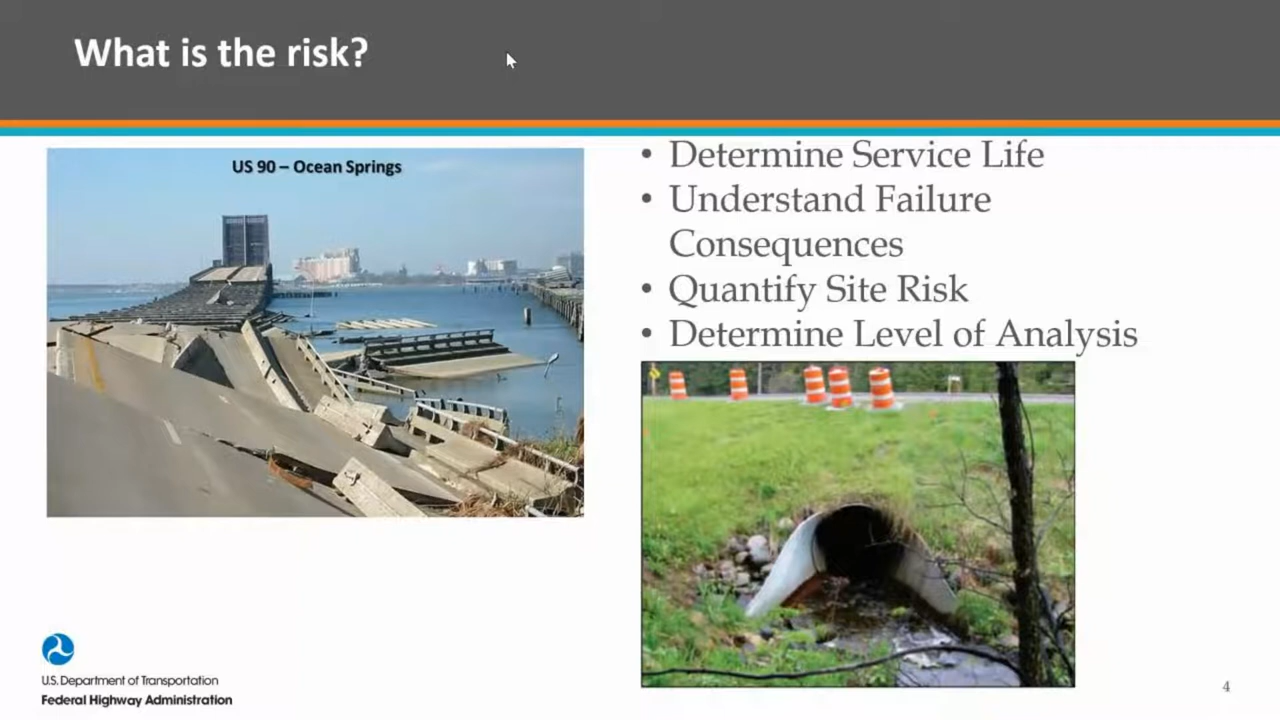 What is the risk?
US 90 – Ocean Springs
• Determine Service Life
• Understand Failure
Consequences
• Quantify Site Risk
• Determine Level of Analysis
U.S. Department of Transportation
Federal Highway Administration
4